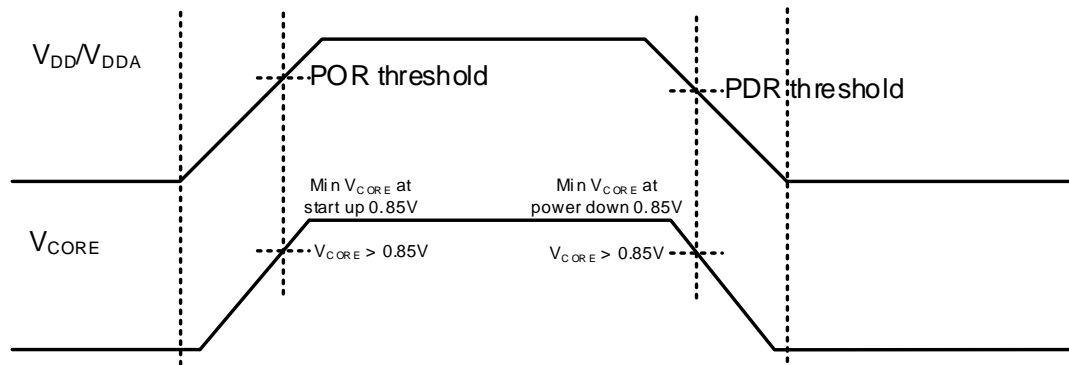 VDD/VDDA
POR threshold
PDR threshold
Min VCORE at
start up 0.85V
Min VCORE at
power down 0.85V
VCORE
VCORE > 0.85V
VCORE > 0.85V